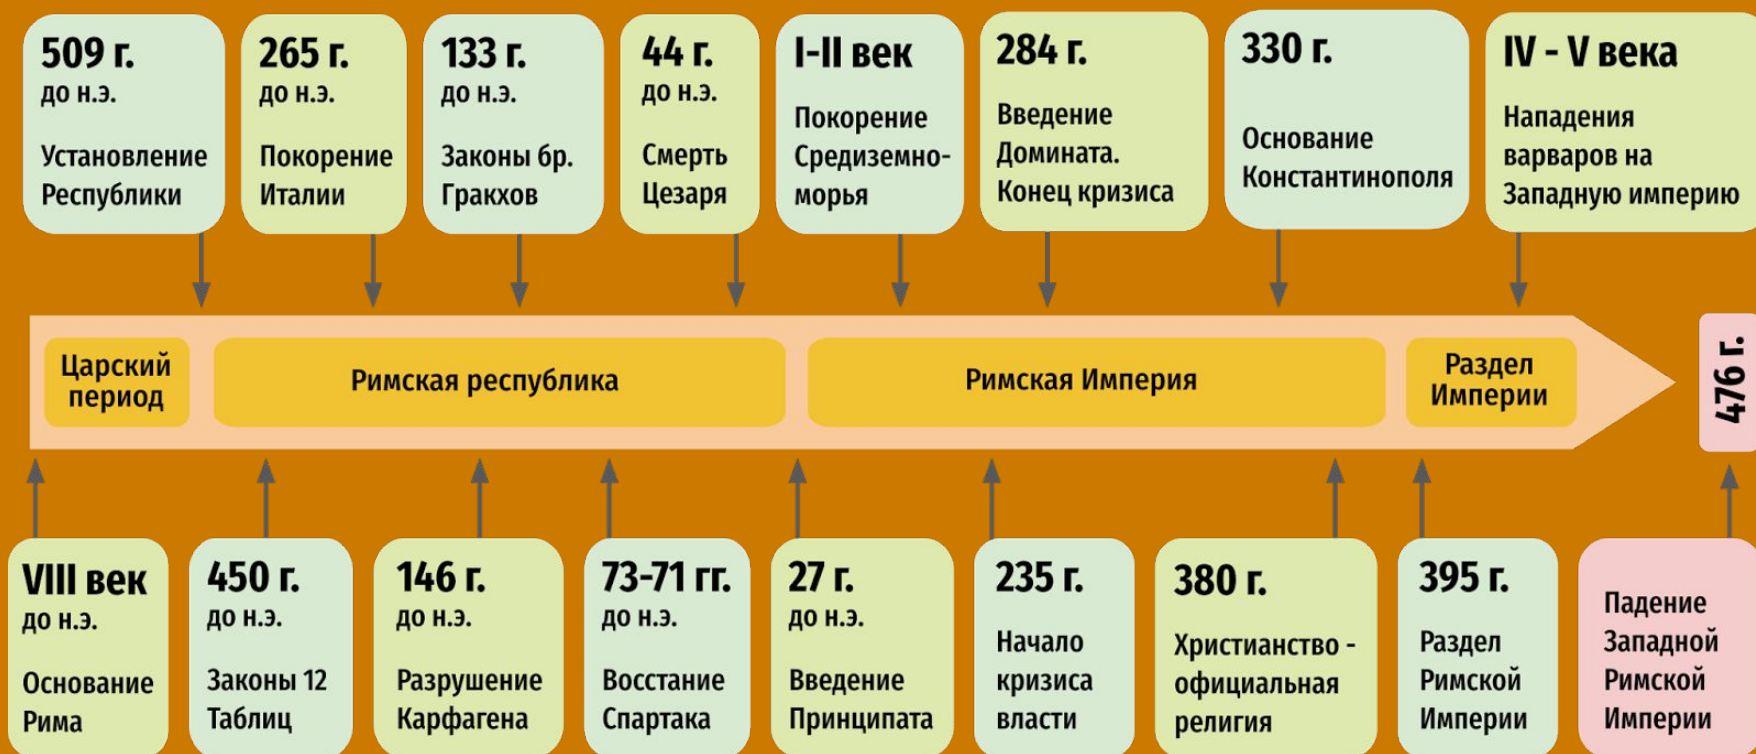 509 г.
до н.э.
Установление
Республики
265 г.
до н.э.
Покорение
Италии
133 г.
до н.э.
Законы бр.
Гракхов
44 г.
до н.э.
Смерть
Цезаря
I-II век
Покорение
Средиземно-
морья
284 г.
Введение
Домината.
Конец кризиса
330 г.
Основание
Константинополя
IV - V века
Нападения
варваров на
Западную империю
Царский
период
Римская республика
Римская Империя
Раздел
Империи
476 г.
VIII век
до н.э.
Основание
Рима
450 г.
до н.э.
Законы 12
Таблиц
146 г.
до н.э.
Разрушение
Карфагена
73-71 гг.
до н.э.
Восстание
Спартака
27 г.
до н.э.
Введение
Принципата
235 г.
Начало
кризиса
власти
380 г.
Христианство -
официальная
религия
395 г.
Раздел
Римской
Империи
Падение
Западной
Римской
Империи